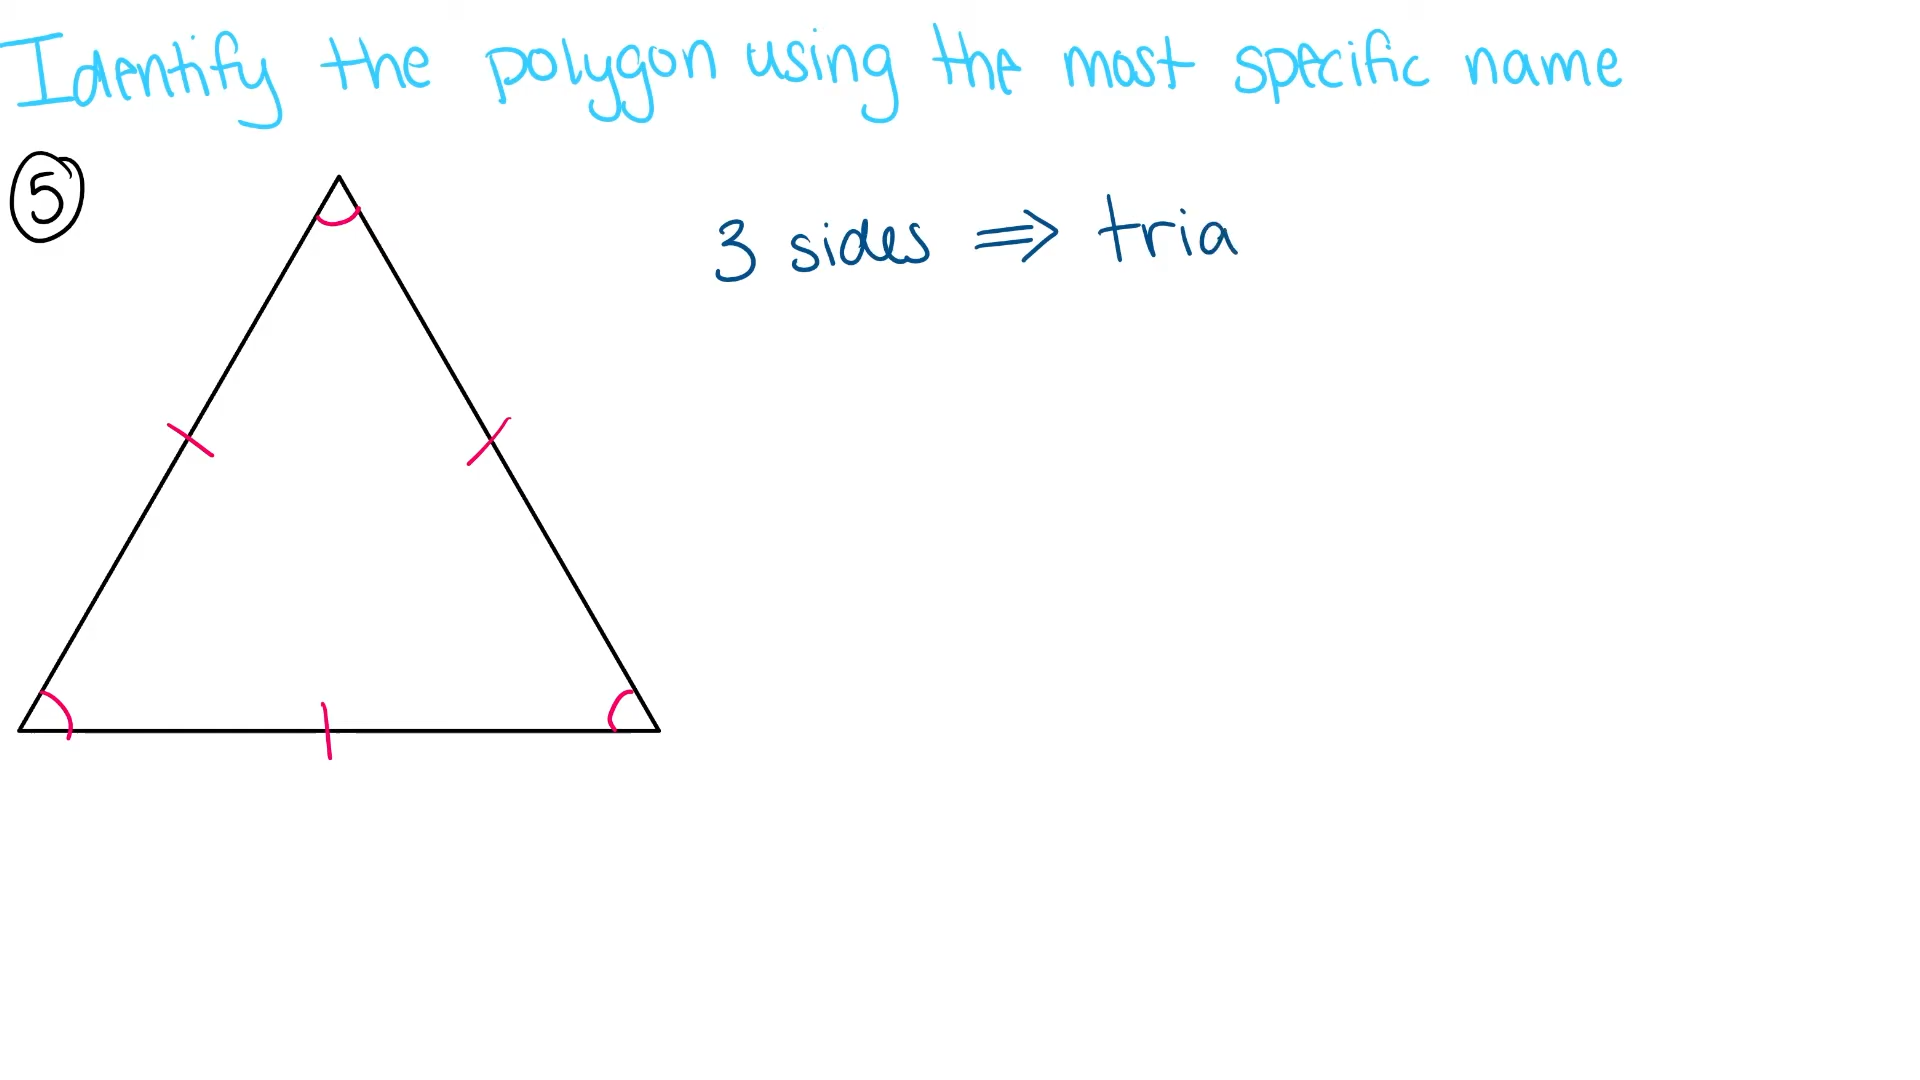 Identify the polygon using the most specific name
5
3 sides ⇒ tria